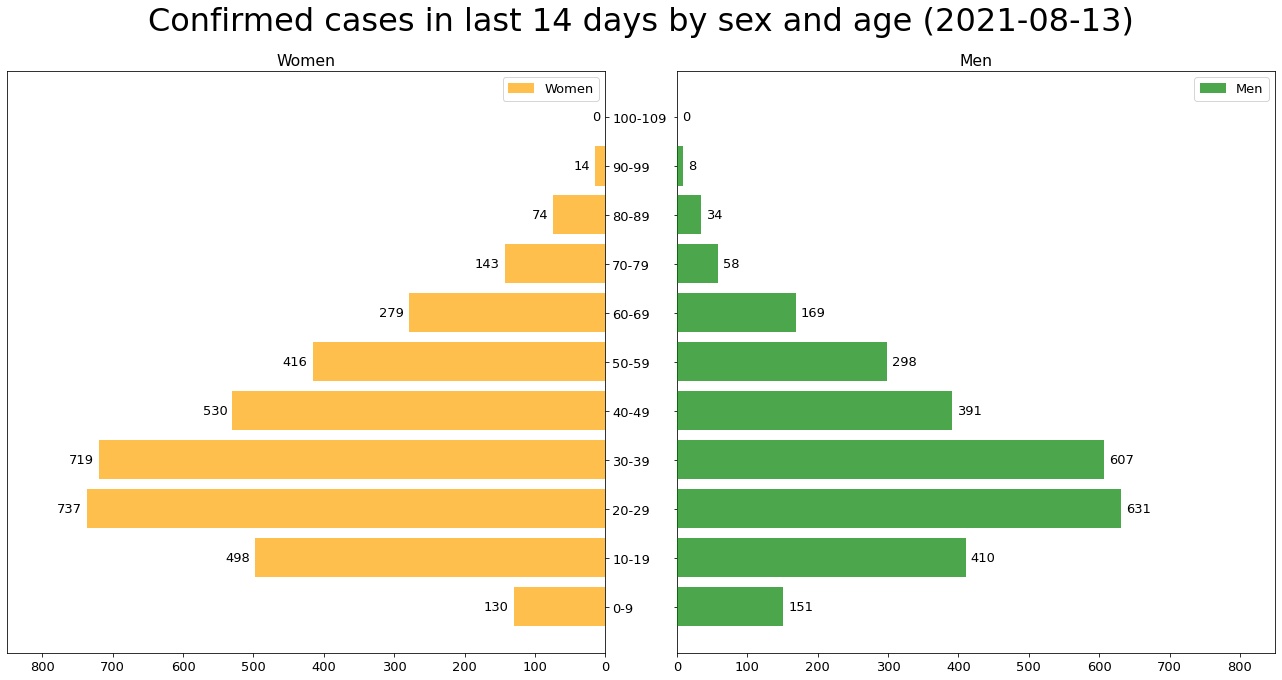 Confirmed cases in last 14 days by sex and age (2021-08-13)
Women Men
Women Men
0 100-109 0
14 90-99 8
74 80-89 34
143 70-79 58
279 60-69 169
416 50-59 298
530 40-49 391
719 30-39 607
737 20-29 631
498 10-19 410
130 0-9 151
800 700 600 500 400 300 200 100 0 0 100 200 300 400 500 600 700 800